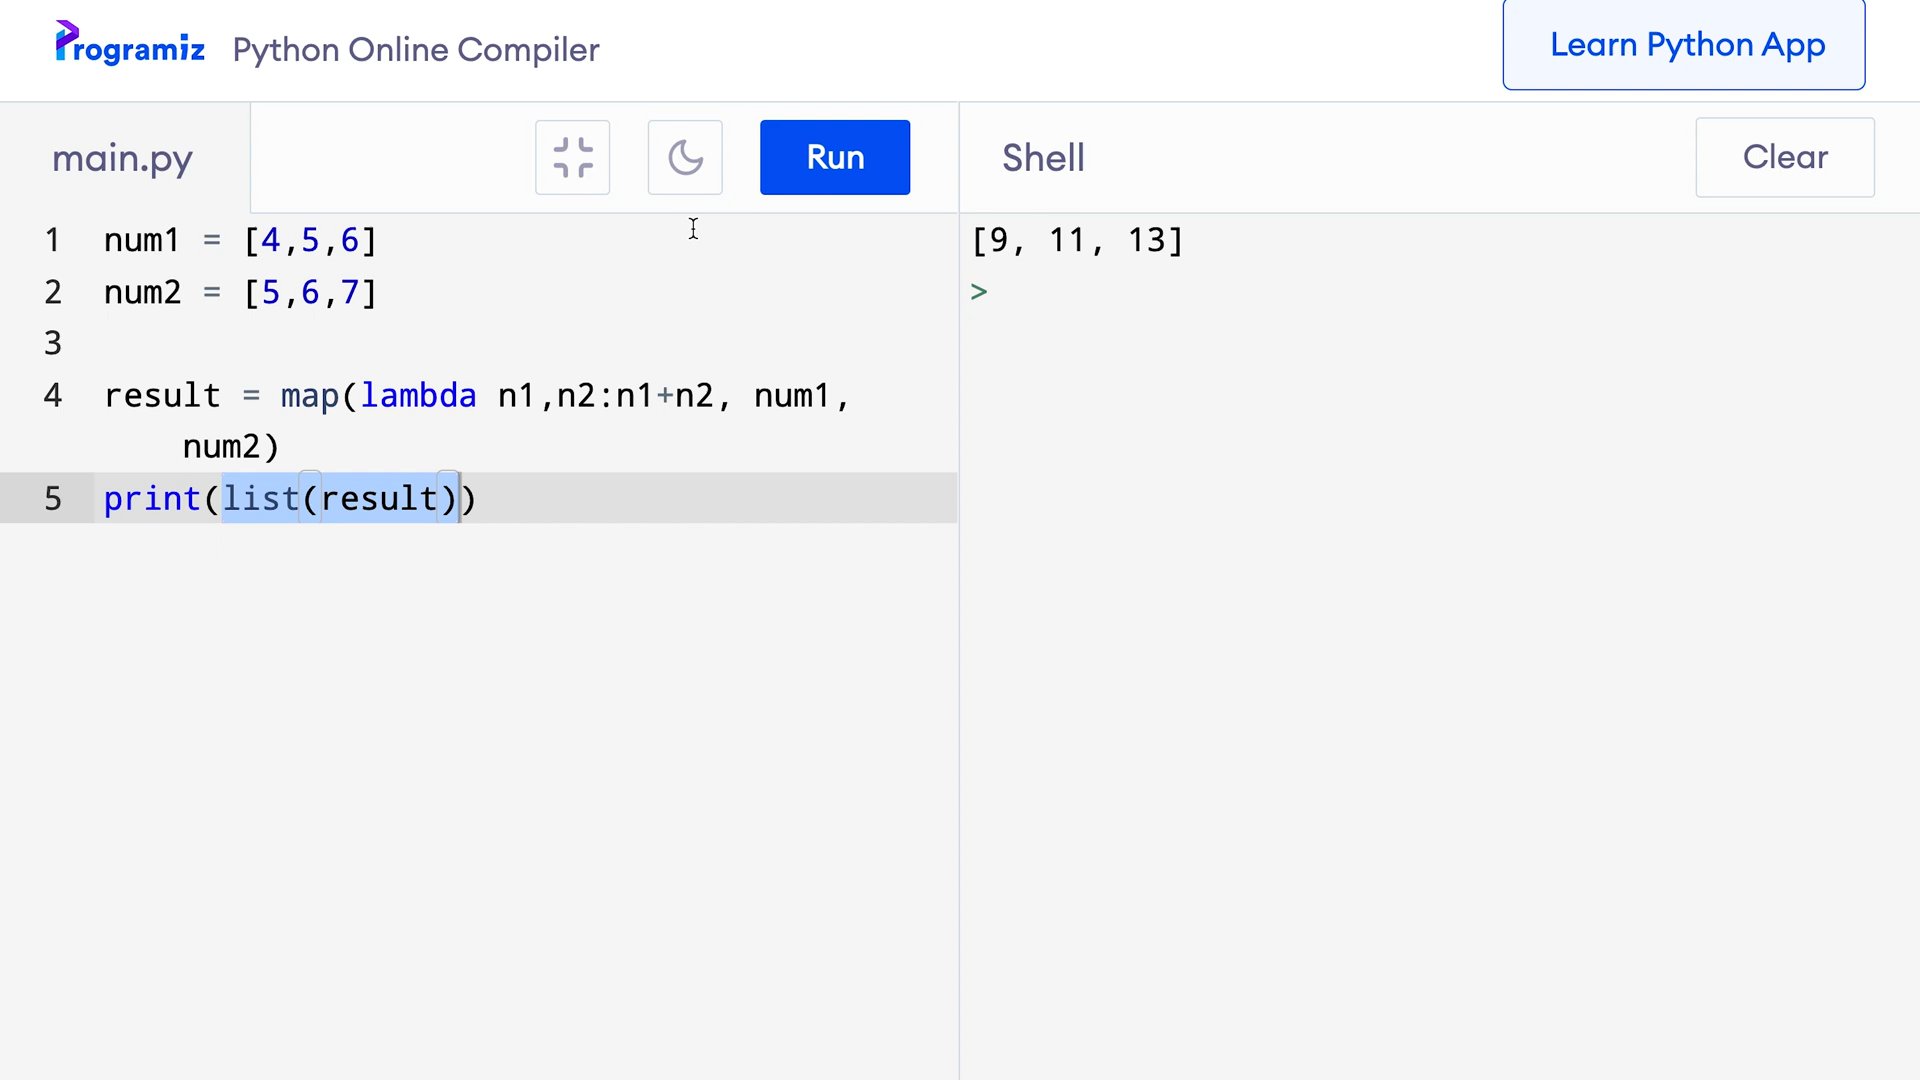 Programiz Python Online Compiler Learn Python App
main.py Run Shell Clear
1 num1 = [4,5,6]
2 num2 = [5,6,7]
3
4 result = map(lambda n1,n2:n1+n2, num1,
num2)
5 print(list(result))
[9, 11, 13]
>